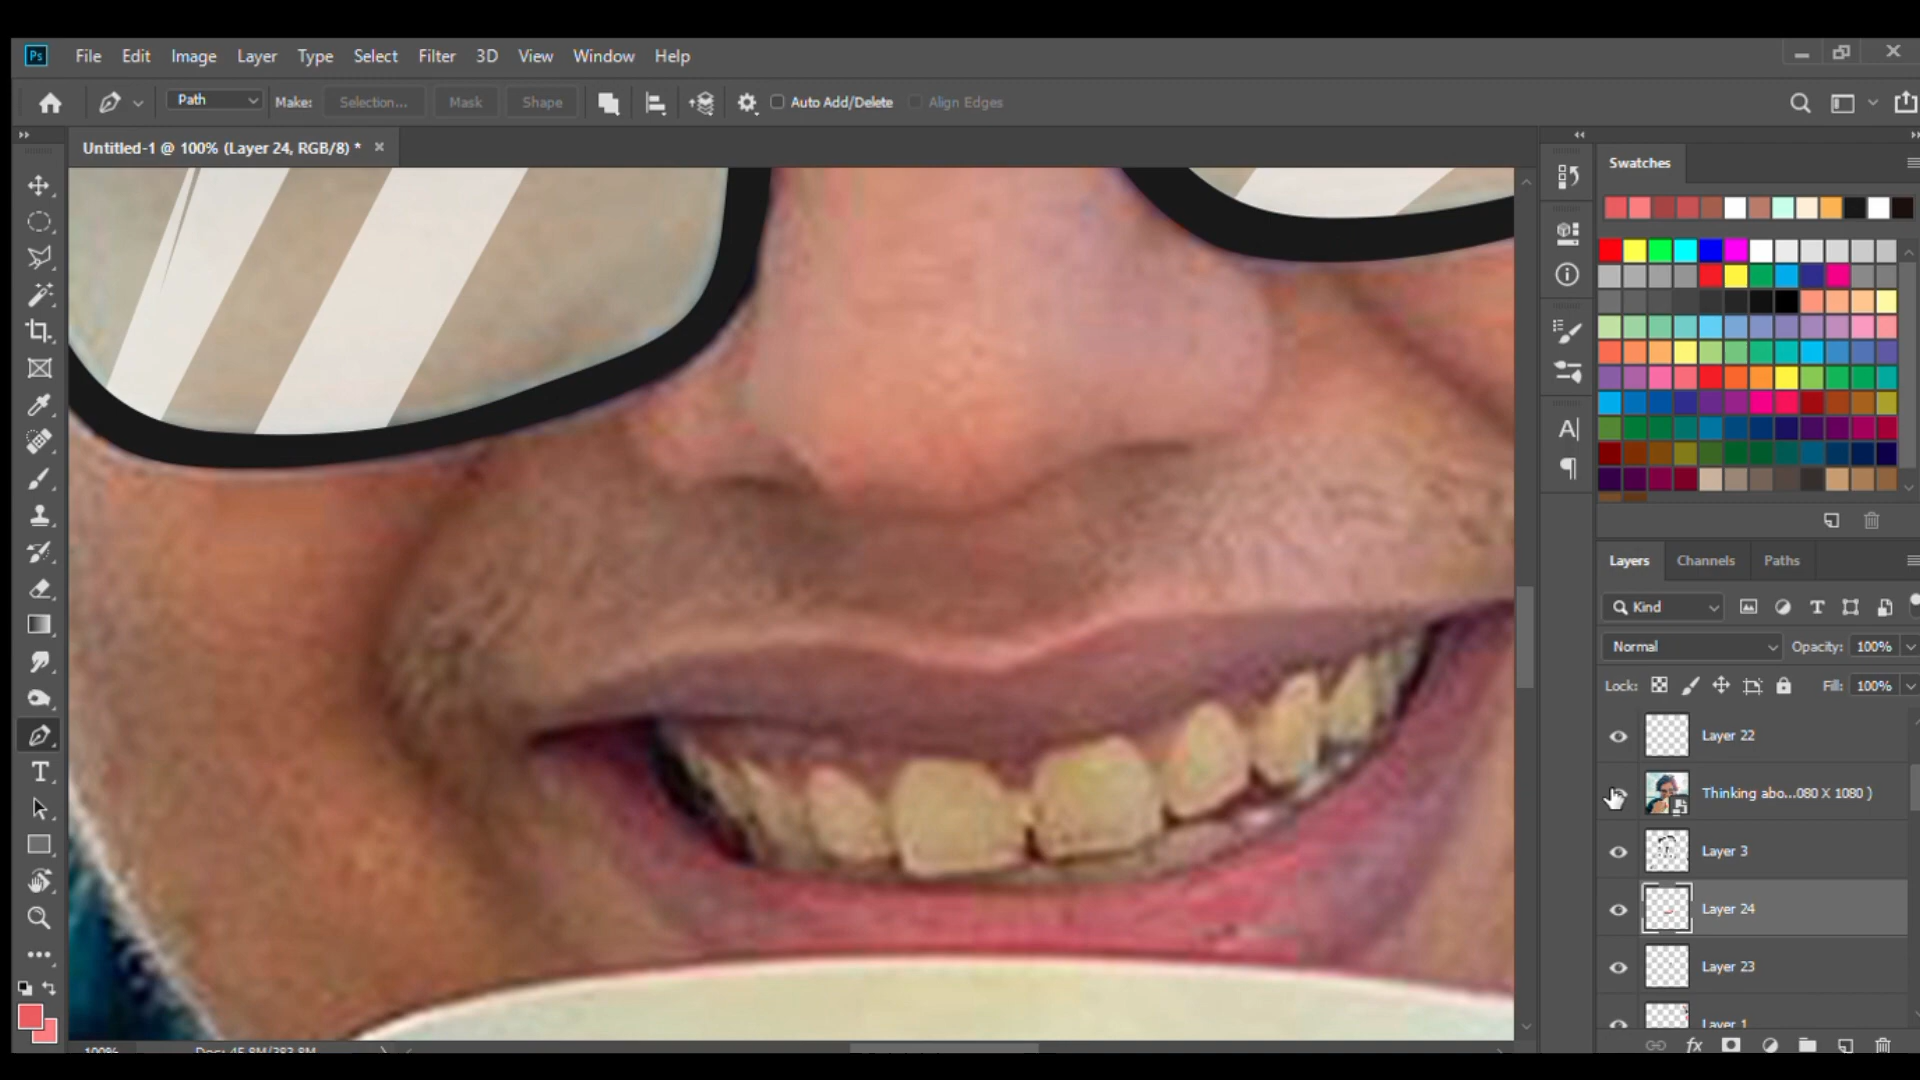 Ps File Edit Image Layer Type Select Filter 3D View Window Help
Path Make: Selection... Mask Shape Auto Add/Delete Align Edges
Untitled-1 @ 100% (Layer 24, RGB/8) * ×
Swatches
Layers Channels Paths
Kind
Normal Opacity: 100%
Lock: Fill: 100%
Layer 22
Thinking abo...080 X 1080 )
Layer 3
Layer 24
Layer 23
Layer 1
100% Doc: 45.8M/383.8M
fx